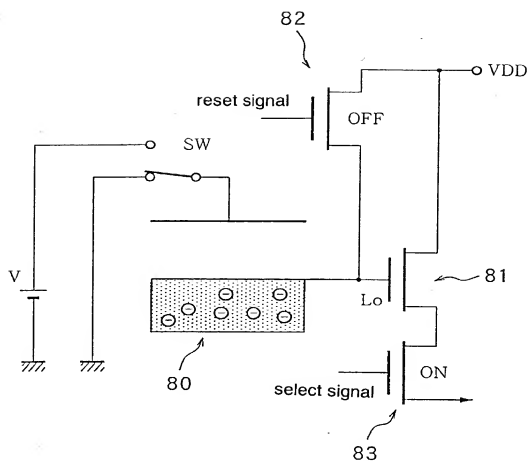 82
VDD
reset signal
OFF
SW
V
Lo
81
80
select signal
ON
83